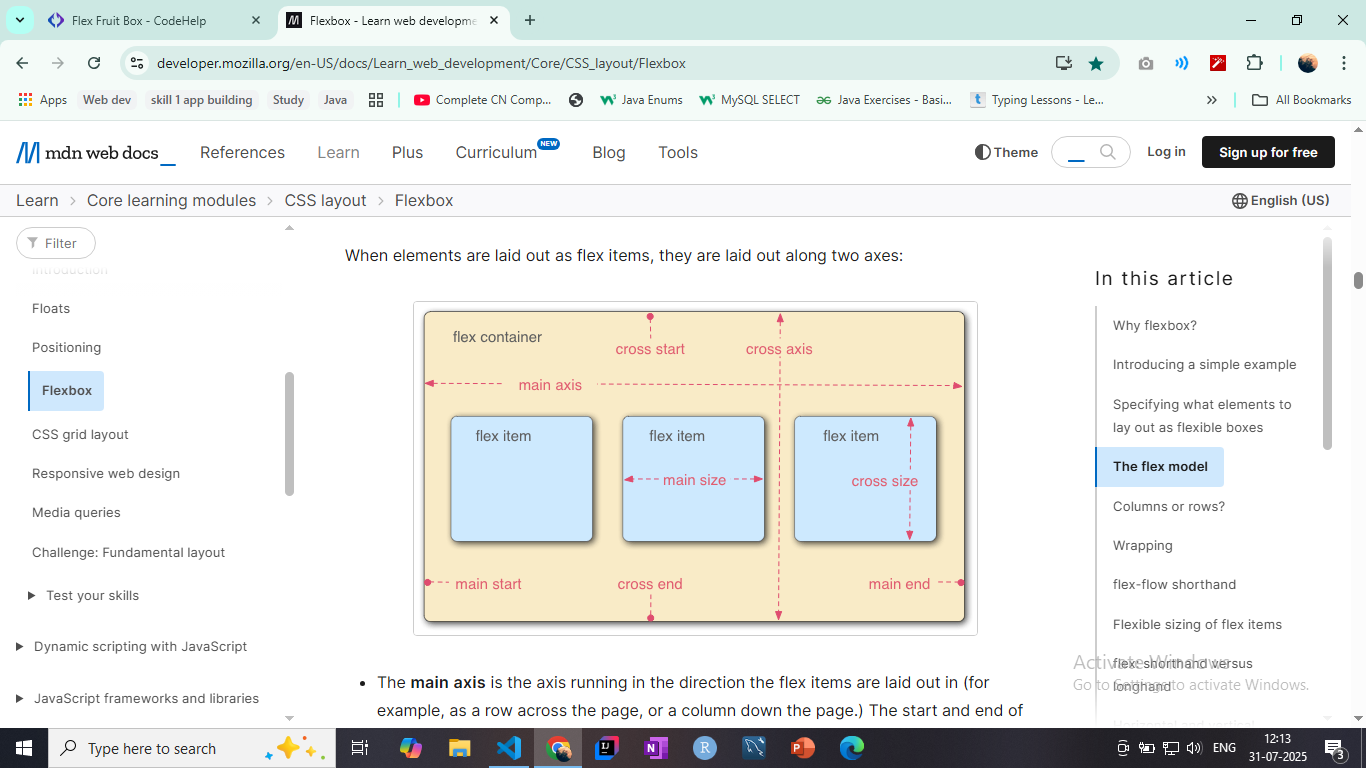 Flex Fruit Box - CodeHelp
Flexbox - Learn web developme
developer.mozilla.org/en-US/docs/Learn_web_development/Core/CSS_layout/Flexbox
Apps
Web dev
skill 1 app building
Study
Java
Complete CN Comp...
Java Enums
MySQL SELECT
Java Exercises - Basi...
Typing Lessons - Le...
All Bookmarks
mdn web docs_
References
Learn
Plus
Curriculum NEW
Blog
Tools
Theme
Log in
Sign up for free
Learn > Core learning modules > CSS layout > Flexbox
English (US)
Filter
Introduction
Floats
Positioning
Flexbox
CSS grid layout
Responsive web design
Media queries
Challenge: Fundamental layout
Test your skills
Dynamic scripting with JavaScript
JavaScript frameworks and libraries
When elements are laid out as flex items, they are laid out along two axes:
flex container
cross start
cross axis
main axis
flex item
flex item
flex item
main size
cross size
main start
cross end
main end
• The main axis is the axis running in the direction the flex items are laid out in (for
example, as a row across the page, or a column down the page.) The start and end of
In this article
Why flexbox?
Introducing a simple example
Specifying what elements to
lay out as flexible boxes
The flex model
Columns or rows?
Wrapping
flex-flow shorthand
Flexible sizing of flex items
flex: shorthand versus
longhand
Horizontal and vertical
Activate Windows
Go to Settings to activate Windows.
Type here to search
ENG
12:13
31-07-2025
3